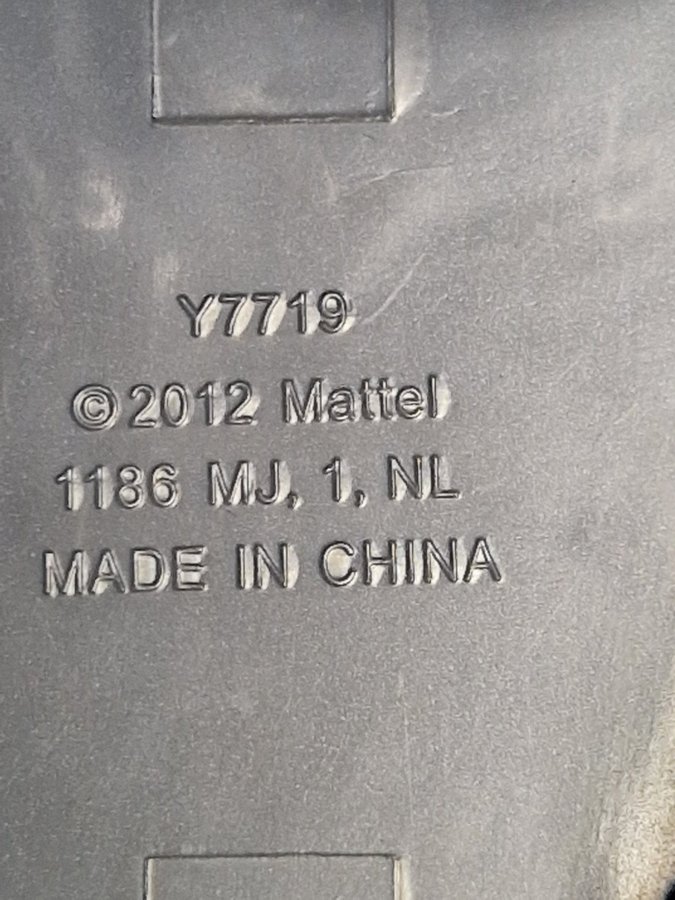 Y7719
©2012 Mattel
1186 MJ, 1, NL
MADE IN CHINA